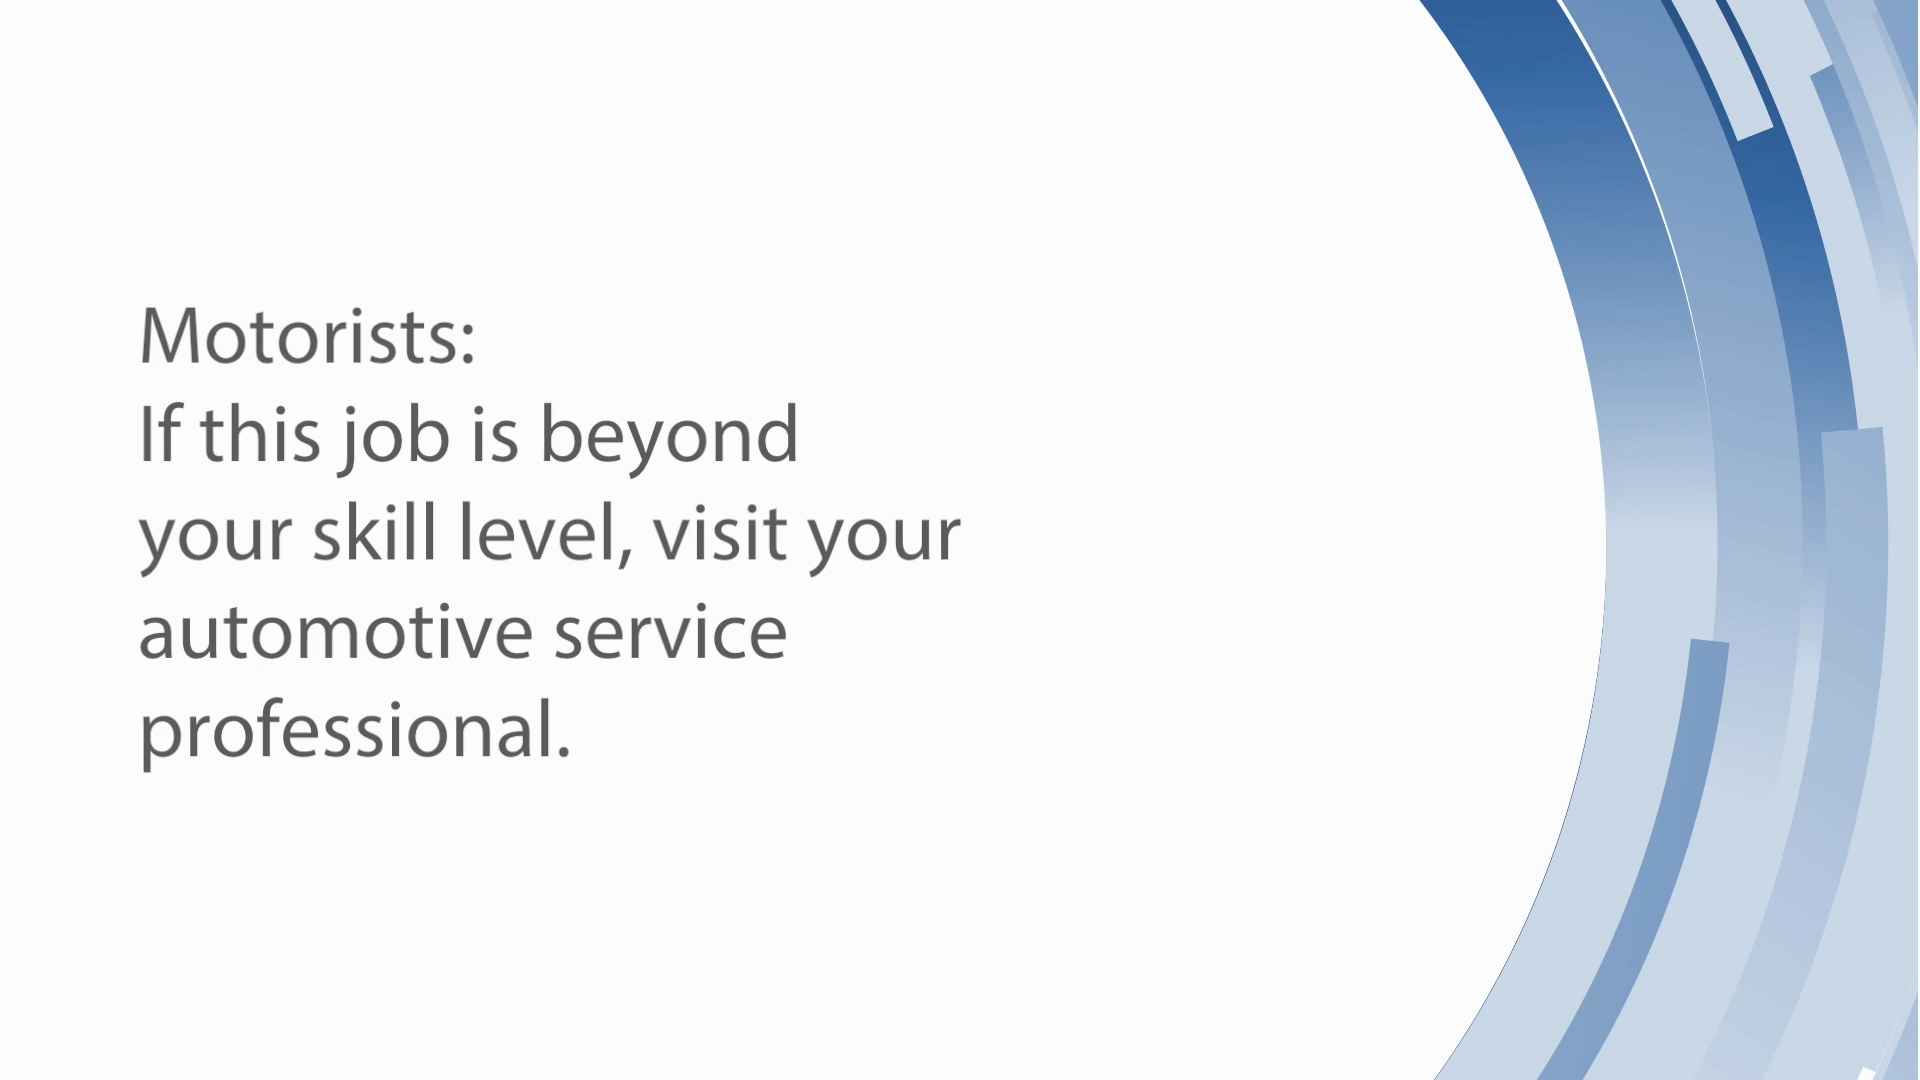 Motorists:
If this job is beyond
your skill level, visit your
automotive service
professional.